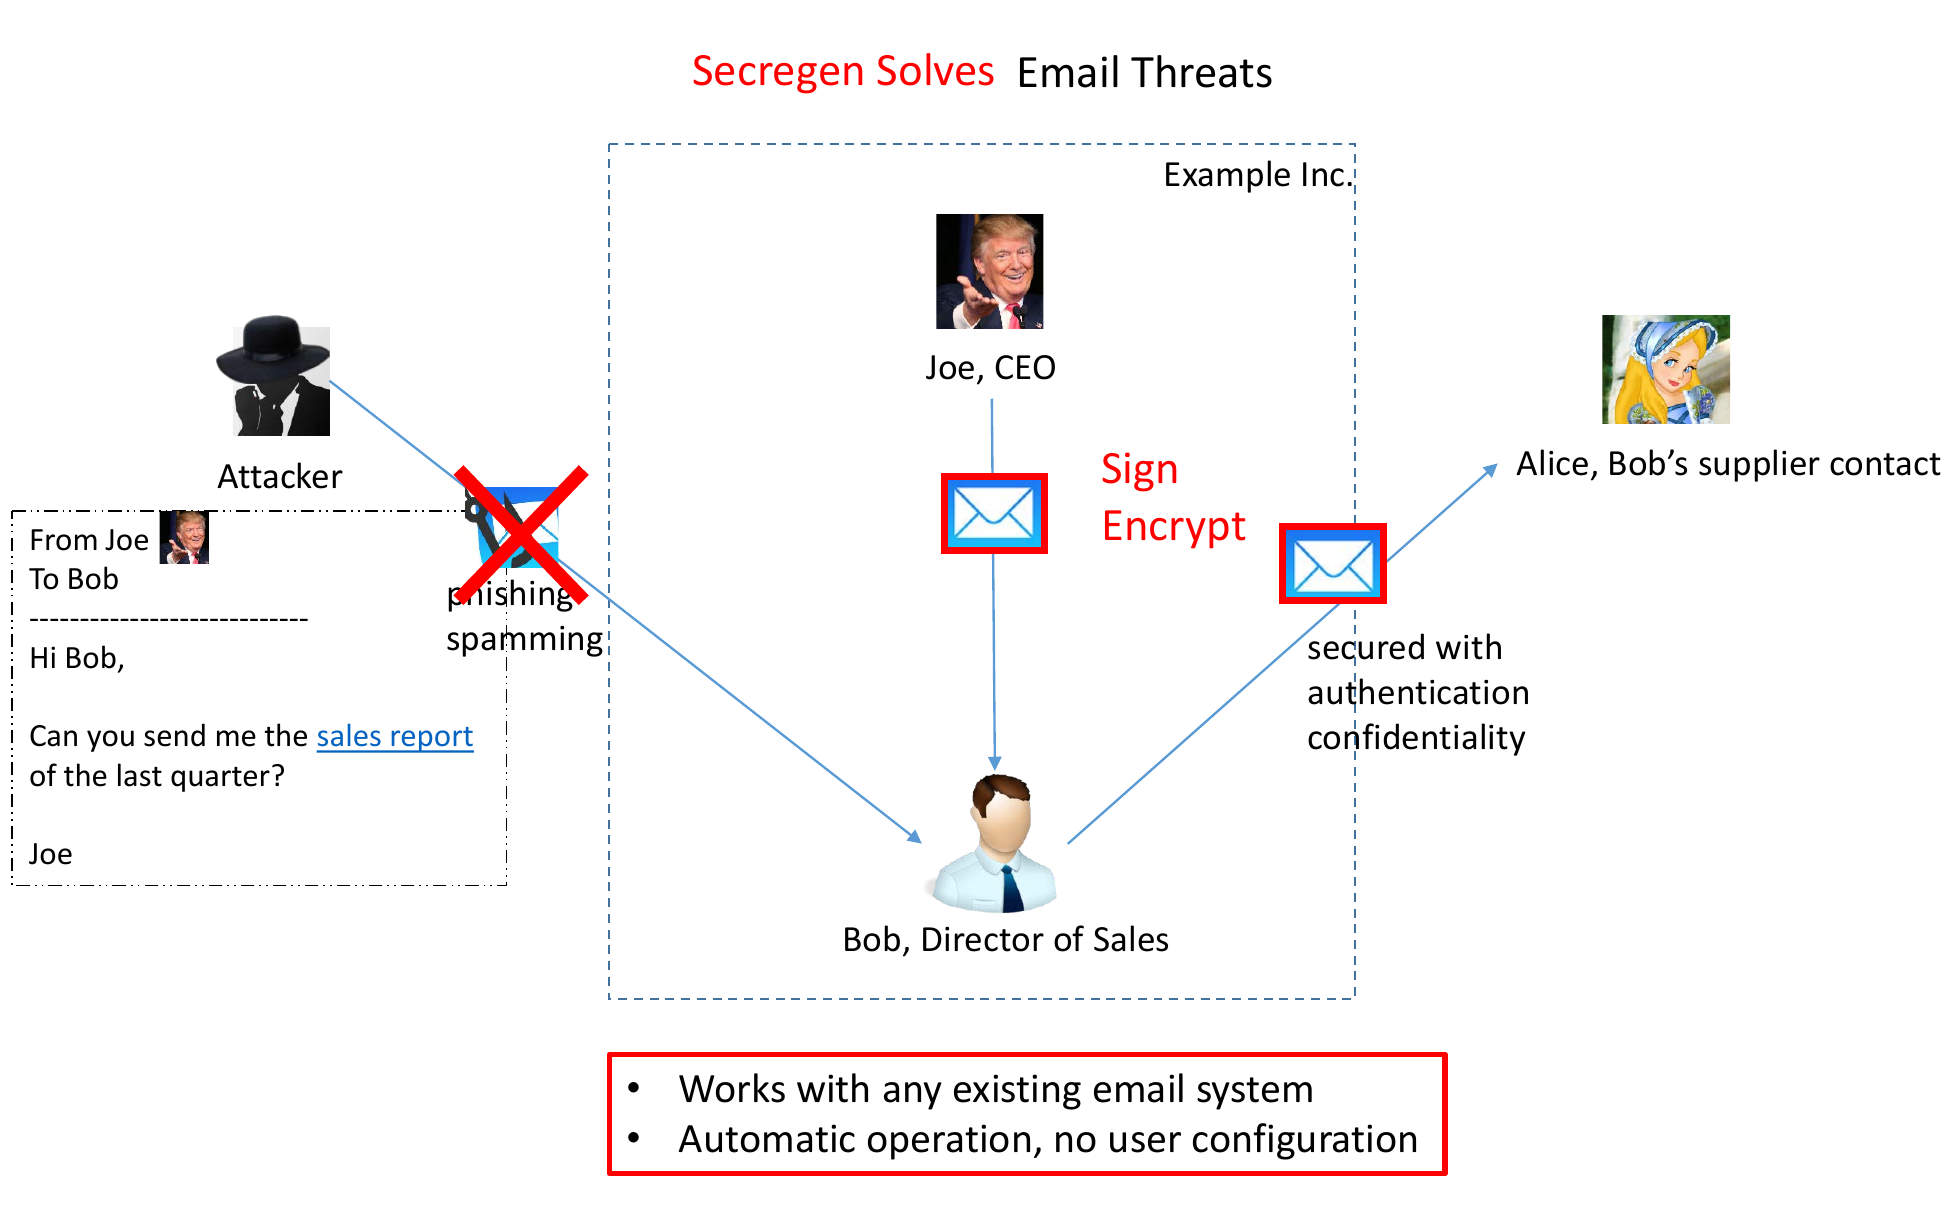 Secregen Solves Email Threats
Example Inc.
Joe, CEO
Attacker
Alice, Bob’s supplier contact
Sign
Encrypt
From Joe
To Bob
----------------------------
Hi Bob,
Can you send me the sales report
of the last quarter?
Joe
phishing
spamming
secured with
authentication
confidentiality
Bob, Director of Sales
• Works with any existing email system
• Automatic operation, no user configuration